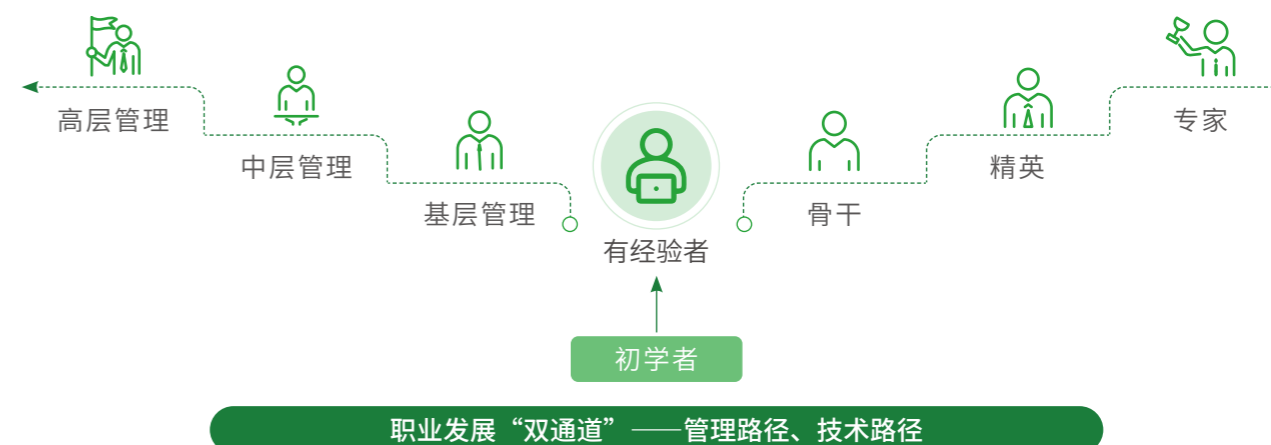 高层管理
中层管理
基层管理
有经验者
骨干
精英
专家
初学者
职业发展“双通道”——管理路径、技术路径